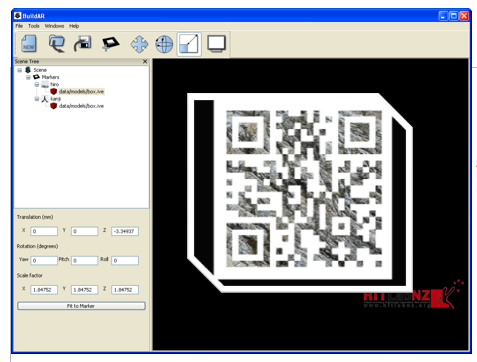 BuildAR
File Tools Windows Help
NEW
Scene Tree
Scene
Markers
hiro
data/models/box.ive
kanji
data/models/box.ive
Translation (mm)
X 0 Y 0 Z -3.34937
Rotation (degrees)
Yaw 0 Pitch 0 Roll 0
Scale factor
X 1.84752 Y 1.84752 Z 1.84752
Fit to Marker
HITLabNZ
www.hitlabnz.org